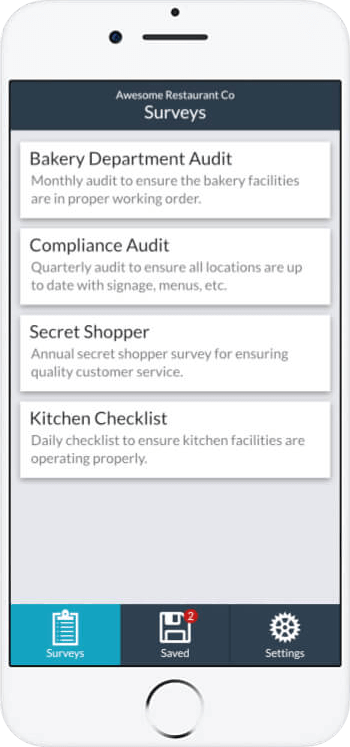 Awesome Restaurant Co
Surveys
Bakery Department Audit
Monthly audit to ensure the bakery facilities
are in proper working order.
Compliance Audit
Quarterly audit to ensure all locations are up
to date with signage, menus, etc.
Secret Shopper
Annual secret shopper survey for ensuring
quality customer service.
Kitchen Checklist
Daily checklist to ensure kitchen facilities are
operating properly.
2
Surveys
Saved
Settings